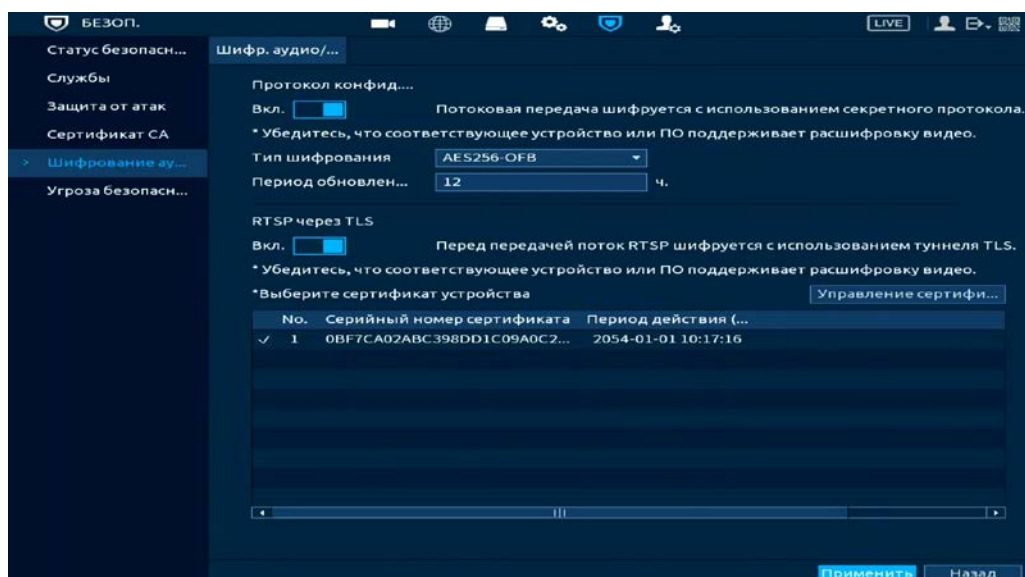 БЕЗОП.
LIVE
Статус безопасн...
Шифр. аудио/...
Службы
Протокол конфид....
Защита от атак
Вкл.
Потоковая передача шифруется с использованием секретного протокола.
Сертификат CA
* Убедитесь, что соответствующее устройство или ПО поддерживает расшифровку видео.
Шифрование ау...
Тип шифрования
AES256-OFB
Угроза безопасн...
Период обновлен...
12
ч.
RTSP через TLS
Вкл.
Перед передачей поток RTSP шифруется с использованием туннеля TLS.
* Убедитесь, что соответствующее устройство или ПО поддерживает расшифровку видео.
*Выберите сертификат устройства
Управление сертифи...
No. Серийный номер сертификата Период действия (...
1 0BF7CA02ABC398DD1C09A0C2... 2054-01-01 10:17:16
Применить
Назад